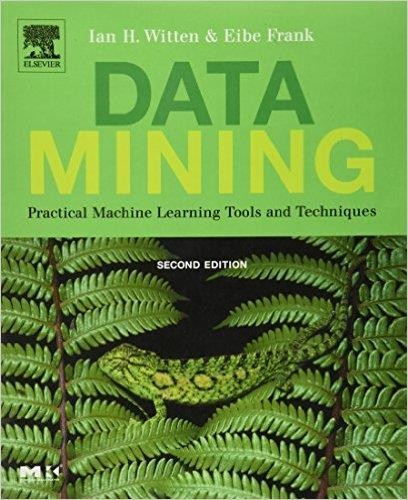 Ian H. Witten & Eibe Frank
ELSEVIER
DATA
MINING
Practical Machine Learning Tools and Techniques
SECOND EDITION
MK